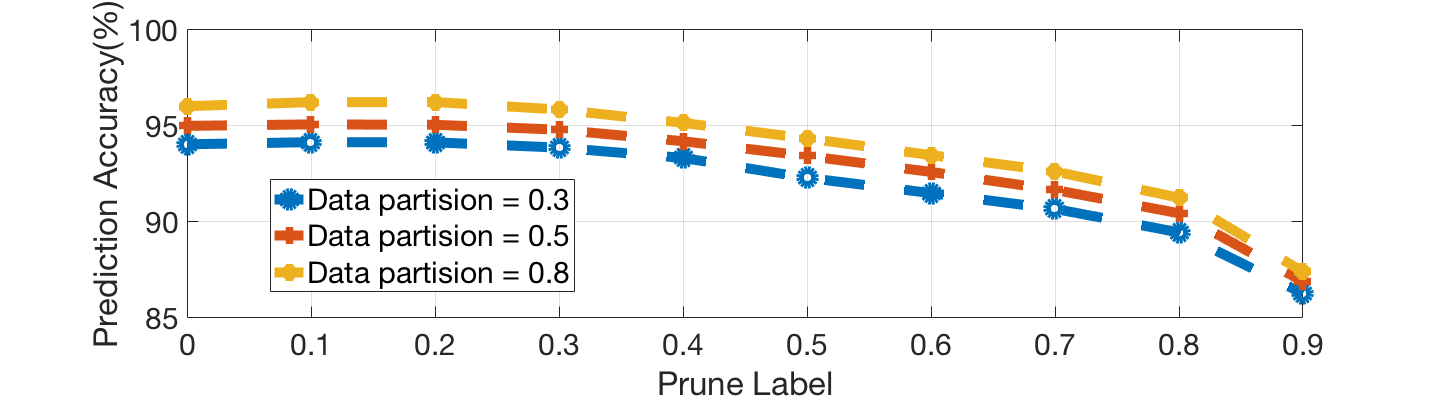 Prediction Accuracy(%)
100
95
90
85
Data partision = 0.3
Data partision = 0.5
Data partision = 0.8
0 0.1 0.2 0.3 0.4 0.5 0.6 0.7 0.8 0.9
Prune Label